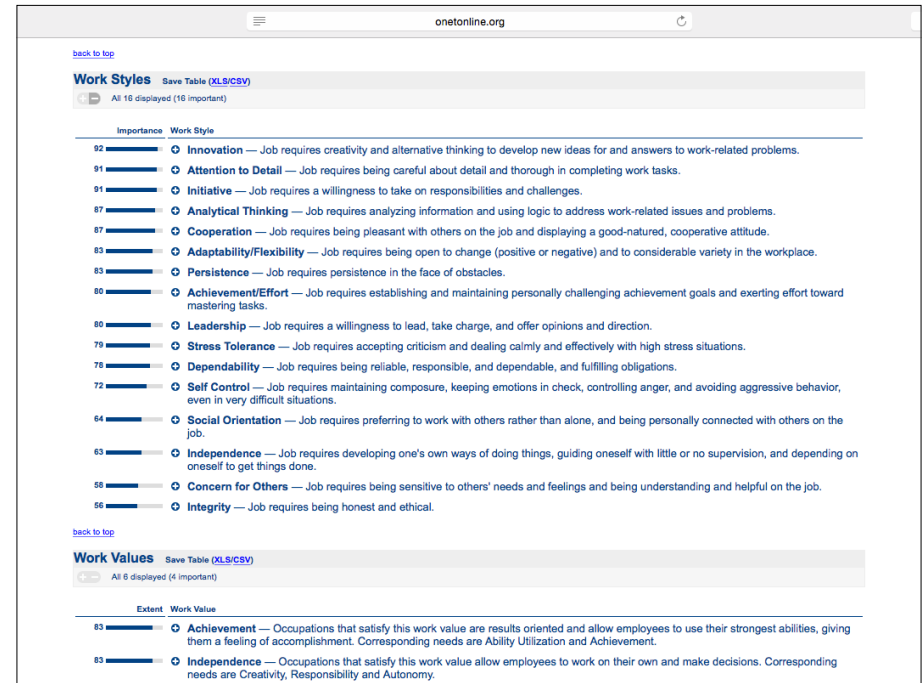 onetonline.org
back to top
Work Styles Save Table (XLS/CSV)
All 16 displayed (16 important)
Importance Work Style
92 Innovation — Job requires creativity and alternative thinking to develop new ideas for and answers to work-related problems.
91 Attention to Detail — Job requires being careful about detail and thorough in completing work tasks.
91 Initiative — Job requires a willingness to take on responsibilities and challenges.
87 Analytical Thinking — Job requires analyzing information and using logic to address work-related issues and problems.
87 Cooperation — Job requires being pleasant with others on the job and displaying a good-natured, cooperative attitude.
83 Adaptability/Flexibility — Job requires being open to change (positive or negative) and to considerable variety in the workplace.
83 Persistence — Job requires persistence in the face of obstacles.
80 Achievement/Effort — Job requires establishing and maintaining personally challenging achievement goals and exerting effort toward
mastering tasks.
80 Leadership — Job requires a willingness to lead, take charge, and offer opinions and direction.
79 Stress Tolerance — Job requires accepting criticism and dealing calmly and effectively with high stress situations.
78 Dependability — Job requires being reliable, responsible, and dependable, and fulfilling obligations.
72 Self Control — Job requires maintaining composure, keeping emotions in check, controlling anger, and avoiding aggressive behavior,
even in very difficult situations.
64 Social Orientation — Job requires preferring to work with others rather than alone, and being personally connected with others on the
job.
63 Independence — Job requires developing one's own ways of doing things, guiding oneself with little or no supervision, and depending on
oneself to get things done.
58 Concern for Others — Job requires being sensitive to others' needs and feelings and being understanding and helpful on the job.
56 Integrity — Job requires being honest and ethical.
back to top
Work Values Save Table (XLS/CSV)
All 6 displayed (4 important)
Extent Work Value
83 Achievement — Occupations that satisfy this work value are results oriented and allow employees to use their strongest abilities, giving
them a feeling of accomplishment. Corresponding needs are Ability Utilization and Achievement.
83 Independence — Occupations that satisfy this work value allow employees to work on their own and make decisions. Corresponding
needs are Creativity, Responsibility and Autonomy.